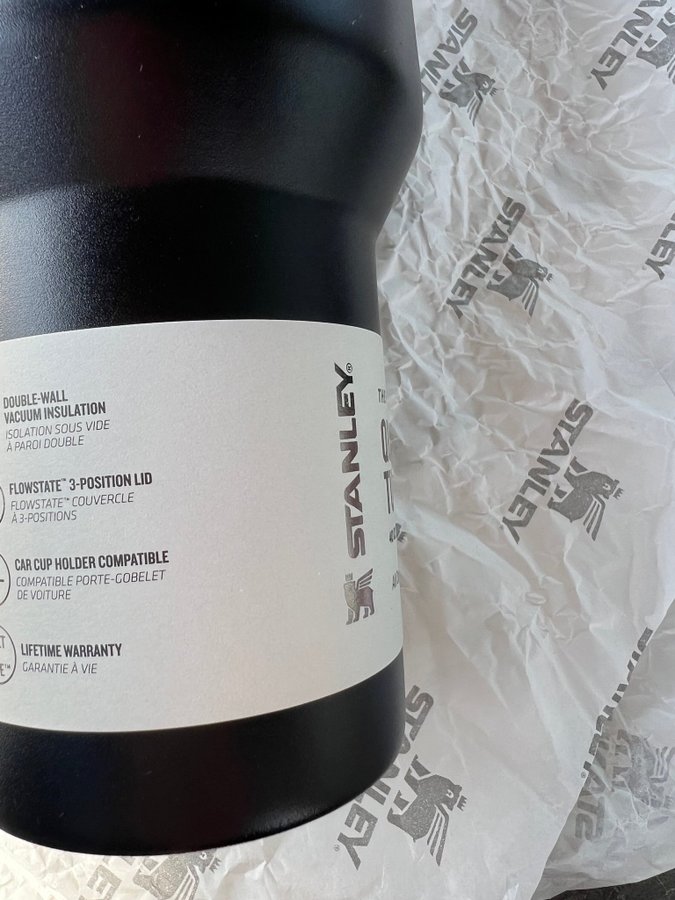 DOUBLE-WALL
VACUUM INSULATION
ISOLATION SOUS VIDE
À PAROI DOUBLE
FLOWSTATE™ 3-POSITION LID
FLOWSTATE™ COUVERCLE
À 3-POSITIONS
CAR CUP HOLDER COMPATIBLE
COMPATIBLE PORTE-GOBELET
DE VOITURE
LIFETIME WARRANTY
GARANTIE À VIE
STANLEY®
STANLEY
STANLEY
STANLEY
STANLEY
STANLEY
STANLEY